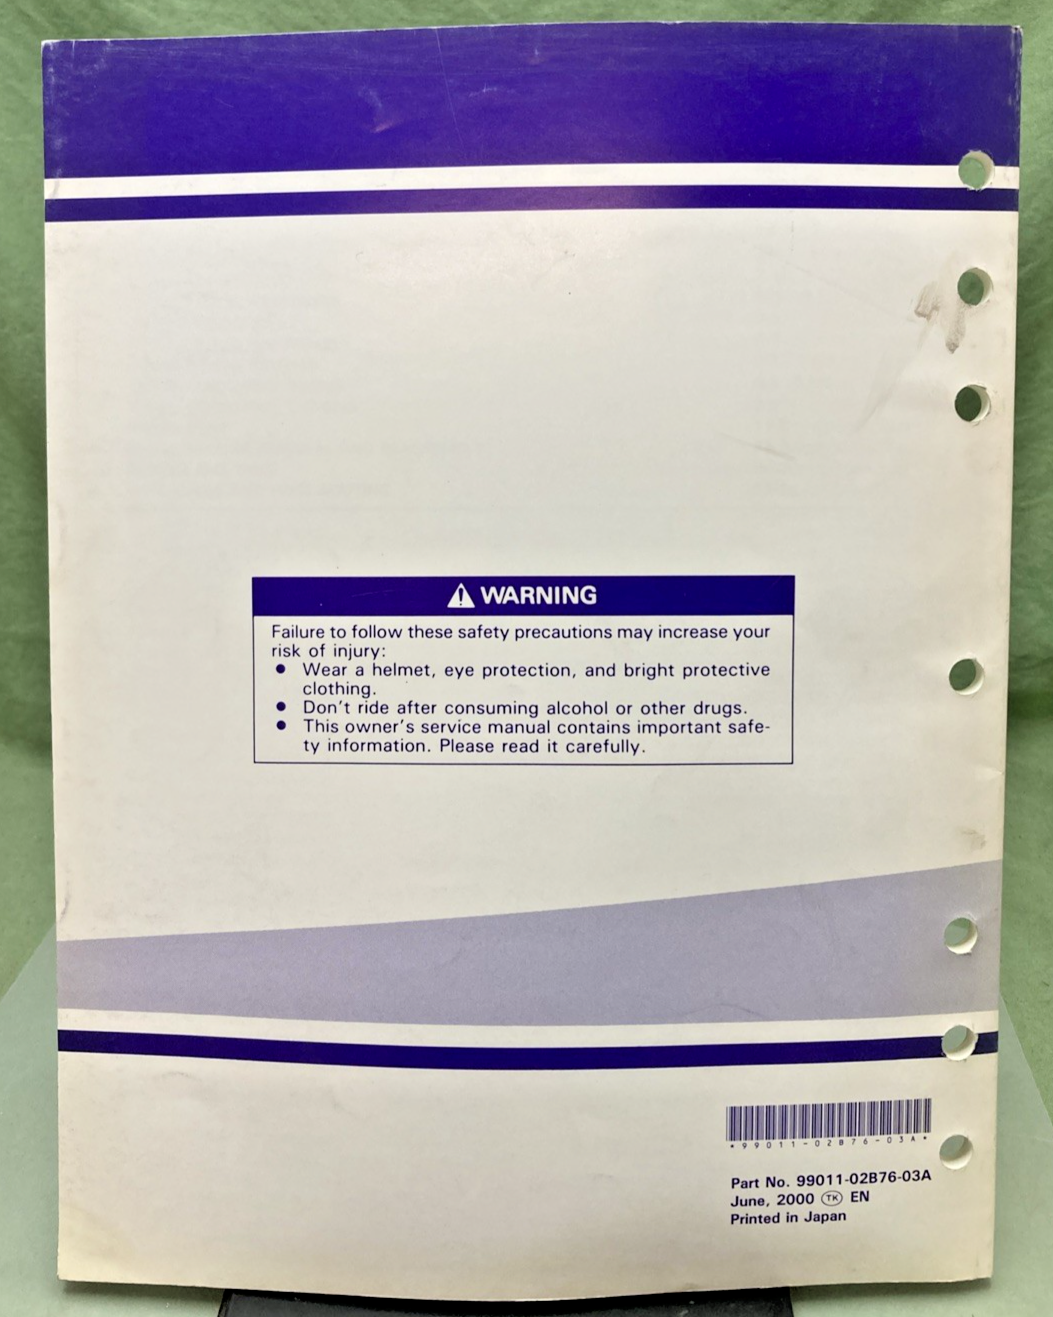 WARNING
Failure to follow these safety precautions may increase your
risk of injury:
● Wear a helmet, eye protection, and bright protective
clothing.
● Don't ride after consuming alcohol or other drugs.
● This owner's service manual contains important safe-
ty information. Please read it carefully.
*99011-02B76-03A*
Part No. 99011-02B76-03A
June, 2000 TK EN
Printed in Japan